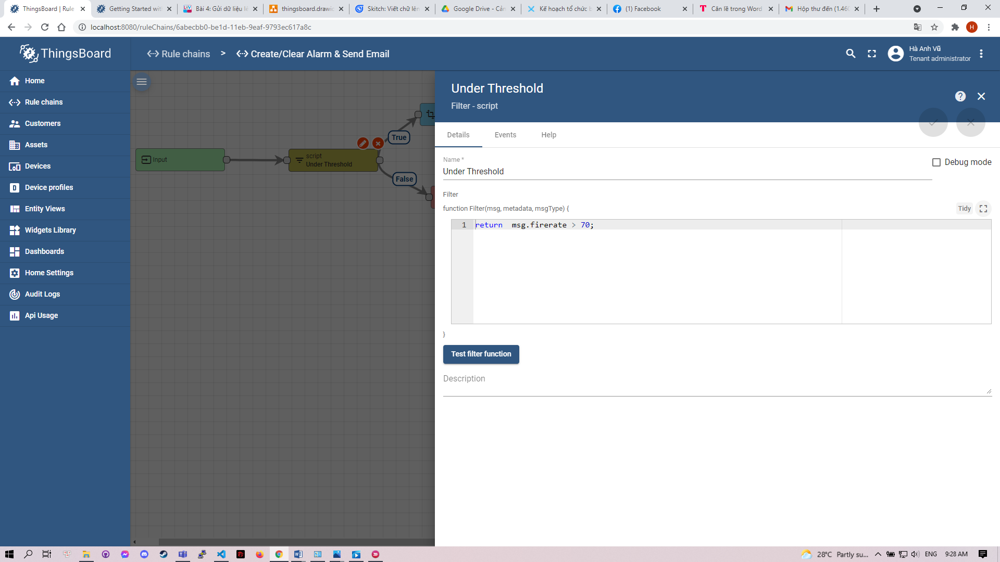 ThingsBoard | Rule
Getting Started wit
Bài 4: Gửi dữ liệu lê
thingsboard.drawio
Skitch: Viết chữ lên
Google Drive - Cản
Kế hoạch tổ chức b
(1) Facebook
Căn lề trong Word
Hộp thư đến (1.460
localhost:8080/ruleChains/6abecbb0-be1d-11eb-9eaf-9793ec617a8c
H
ThingsBoard
Rule chains > Create/Clear Alarm & Send Email
Hà Anh Vũ
Tenant administrator
Home
Rule chains
Customers
Assets
Devices
Device profiles
Entity Views
Widgets Library
Dashboards
Home Settings
Audit Logs
Api Usage
Input
script
Under Threshold
True
False
Under Threshold
Filter - script
Details Events Help
Name *
Under Threshold
Debug mode
Filter
function Filter(msg, metadata, msgType) {
Tidy
1 return  msg.firerate > 70;
}
Test filter function
Description
28°C Partly su... ENG 9:28 AM